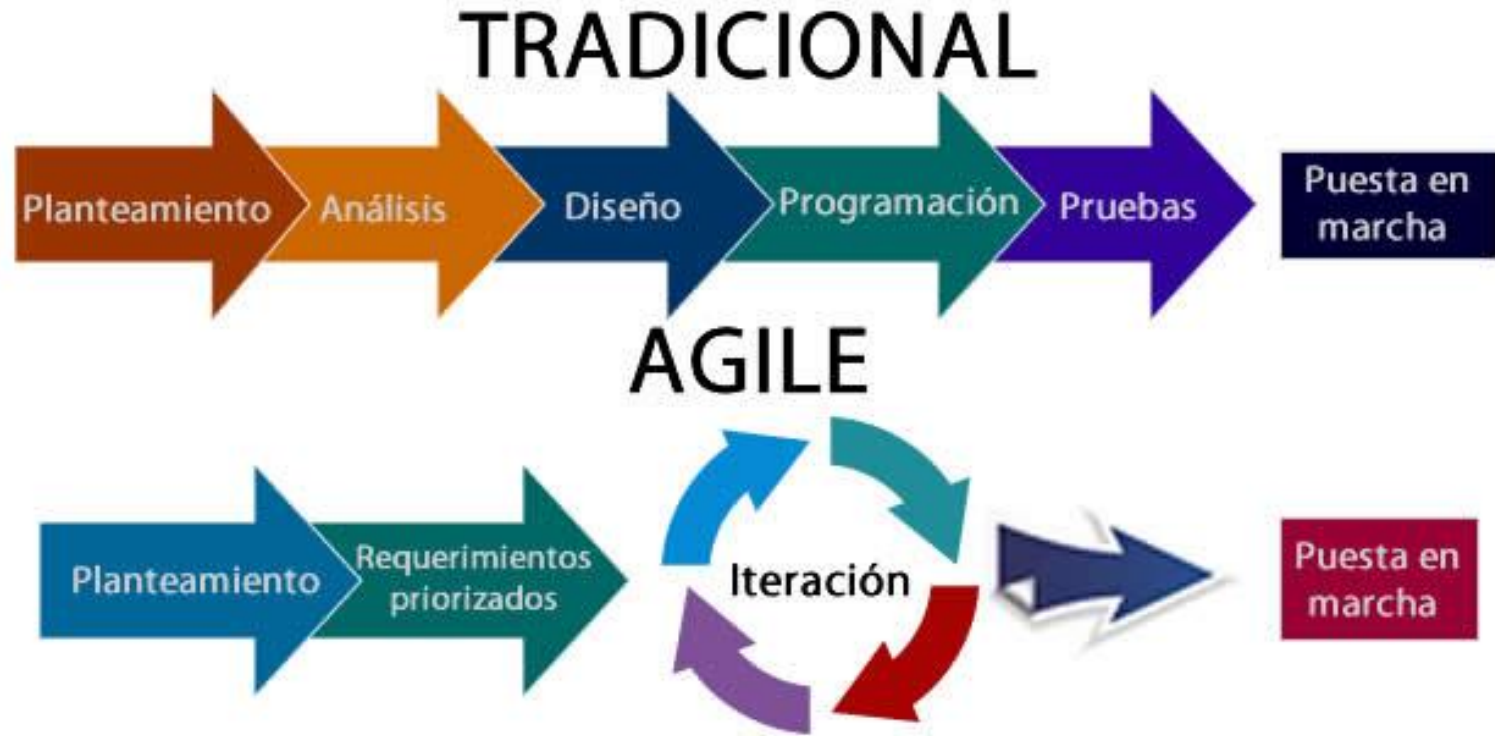 TRADICIONAL
Planteamiento
Análisis
Diseño
Programación
Pruebas
Puesta en
marcha
AGILE
Planteamiento
Requerimientos
priorizados
Iteración
Puesta en
marcha